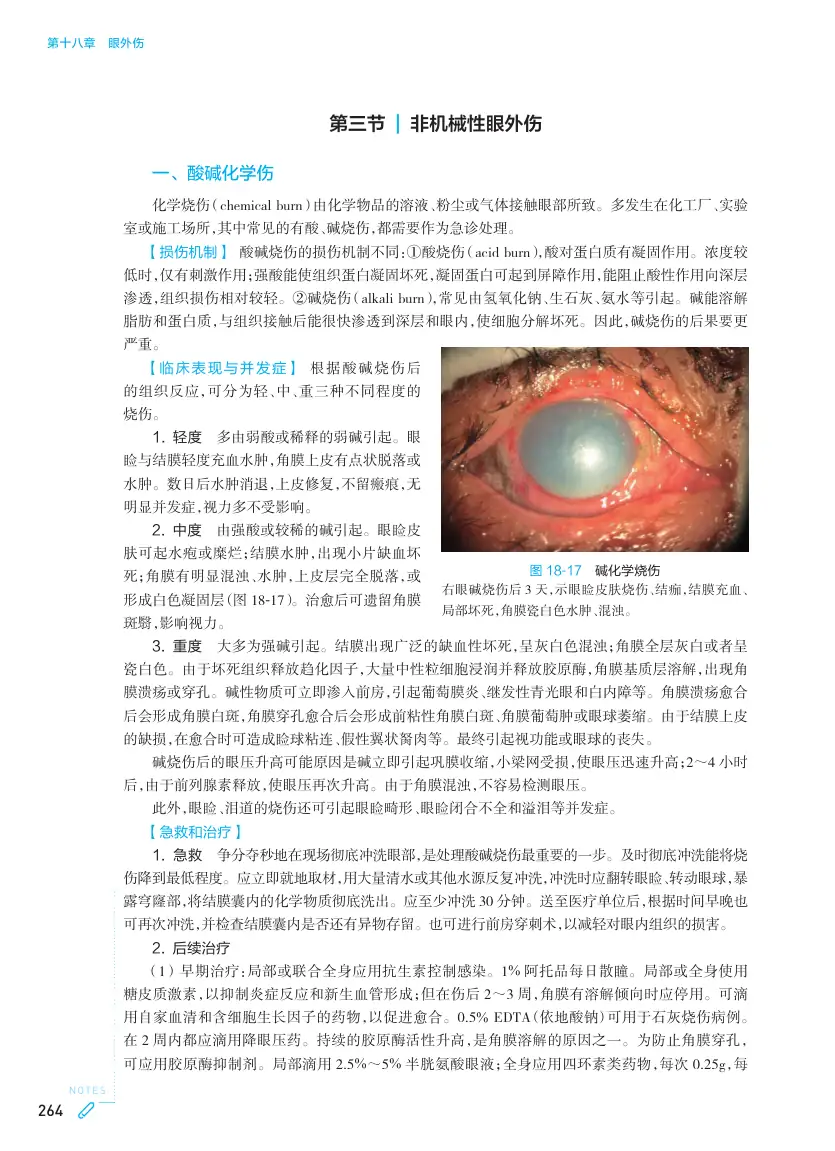 第十八章 眼外伤
第三节 | 非机械性眼外伤
一、酸碱化学伤
化学烧伤(chemical burn)由化学物品的溶液、粉尘或气体接触眼部所致。多发生在化工厂、实验
室或施工场所,其中常见的有酸、碱烧伤,都需要作为急诊处理。
【损伤机制】 酸碱烧伤的损伤机制不同:①酸烧伤(acid burn),酸对蛋白质有凝固作用。浓度较
低时,仅有刺激作用;强酸能使组织蛋白凝固坏死,凝固蛋白可起到屏障作用,能阻止酸性作用向深层
渗透,组织损伤相对较轻。②碱烧伤(alkali burn),常见由氢氧化钠、生石灰、氨水等引起。碱能溶解
脂肪和蛋白质,与组织接触后能很快渗透到深层和眼内,使细胞分解坏死。因此,碱烧伤的后果要更
严重。
【临床表现与并发症】 根据酸碱烧伤后
的组织反应,可分为轻、中、重三种不同程度的
烧伤。
1. 轻度 多由弱酸或稀释的弱碱引起。眼
睑与结膜轻度充血水肿,角膜上皮有点状脱落或
水肿。数日后水肿消退,上皮修复,不留瘢痕,无
明显并发症,视力多不受影响。
2. 中度 由强酸或较稀的碱引起。眼睑皮
肤可起水疱或糜烂;结膜水肿,出现小片缺血坏
死;角膜有明显混浊、水肿,上皮层完全脱落,或
形成白色凝固层(图 18-17)。治愈后可遗留角膜
斑翳,影响视力。
图 18-17 碱化学烧伤
右眼碱烧伤后 3 天,示眼睑皮肤烧伤、结痂,结膜充血、
局部坏死,角膜瓷白色水肿、混浊。
3. 重度 大多为强碱引起。结膜出现广泛的缺血性坏死,呈灰白色混浊;角膜全层灰白或者呈
瓷白色。由于坏死组织释放趋化因子,大量中性粒细胞浸润并释放胶原酶,角膜基质层溶解,出现角
膜溃疡或穿孔。碱性物质可立即渗入前房,引起葡萄膜炎、继发性青光眼和白内障等。角膜溃疡愈合
后会形成角膜白斑,角膜穿孔愈合后会形成前粘性角膜白斑、角膜葡萄肿或眼球萎缩。由于结膜上皮
的缺损,在愈合时可造成睑球粘连、假性翼状胬肉等。最终引起视功能或眼球的丧失。
碱烧伤后的眼压升高可能原因是碱立即引起巩膜收缩,小梁网受损,使眼压迅速升高;2～4 小时
后,由于前列腺素释放,使眼压再次升高。由于角膜混浊,不容易检测眼压。
此外,眼睑、泪道的烧伤还可引起眼睑畸形、眼睑闭合不全和溢泪等并发症。
【急救和治疗】
1. 急救 争分夺秒地在现场彻底冲洗眼部,是处理酸碱烧伤最重要的一步。及时彻底冲洗能将烧
伤降到最低程度。应立即就地取材,用大量清水或其他水源反复冲洗,冲洗时应翻转眼睑、转动眼球,暴
露穹窿部,将结膜囊内的化学物质彻底洗出。应至少冲洗 30 分钟。送至医疗单位后,根据时间早晚也
可再次冲洗,并检查结膜囊内是否还有异物存留。也可进行前房穿刺术,以减轻对眼内组织的损害。
2. 后续治疗
(1)早期治疗:局部或联合全身应用抗生素控制感染。1% 阿托品每日散瞳。局部或全身使用
糖皮质激素,以抑制炎症反应和新生血管形成;但在伤后 2～3 周,角膜有溶解倾向时应停用。可滴
用自家血清和含细胞生长因子的药物,以促进愈合。0.5% EDTA(依地酸钠)可用于石灰烧伤病例。
在 2 周内都应滴用降眼压药。持续的胶原酶活性升高,是角膜溶解的原因之一。为防止角膜穿孔,
可应用胶原酶抑制剂。局部滴用 2.5%～5% 半胱氨酸眼液;全身应用四环素类药物,每次 0.25g,每
NOTES
264